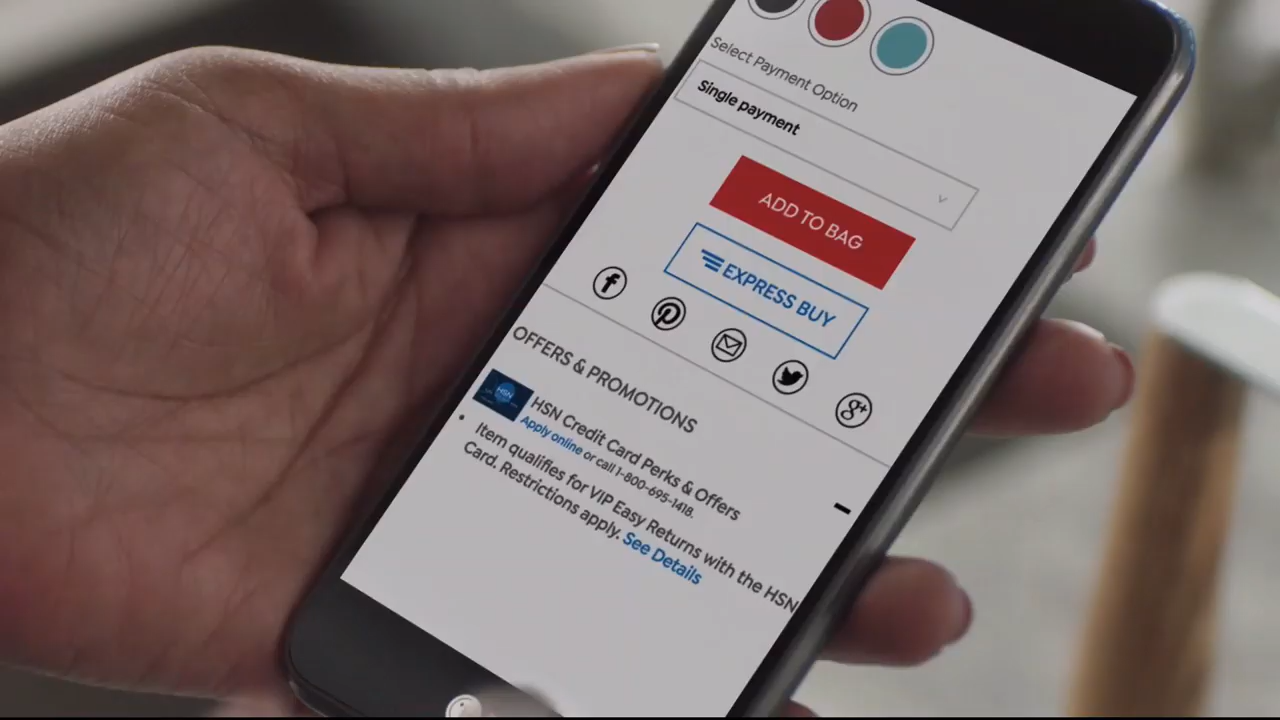 Select Payment Option
Single payment
ADD TO BAG
EXPRESS BUY
OFFERS & PROMOTIONS
HSN
HSN Credit Card Perks & Offers
Apply online or call 1-800-695-1418.
Item qualifies for VIP Easy Returns with the HSN
Card. Restrictions apply. See Details